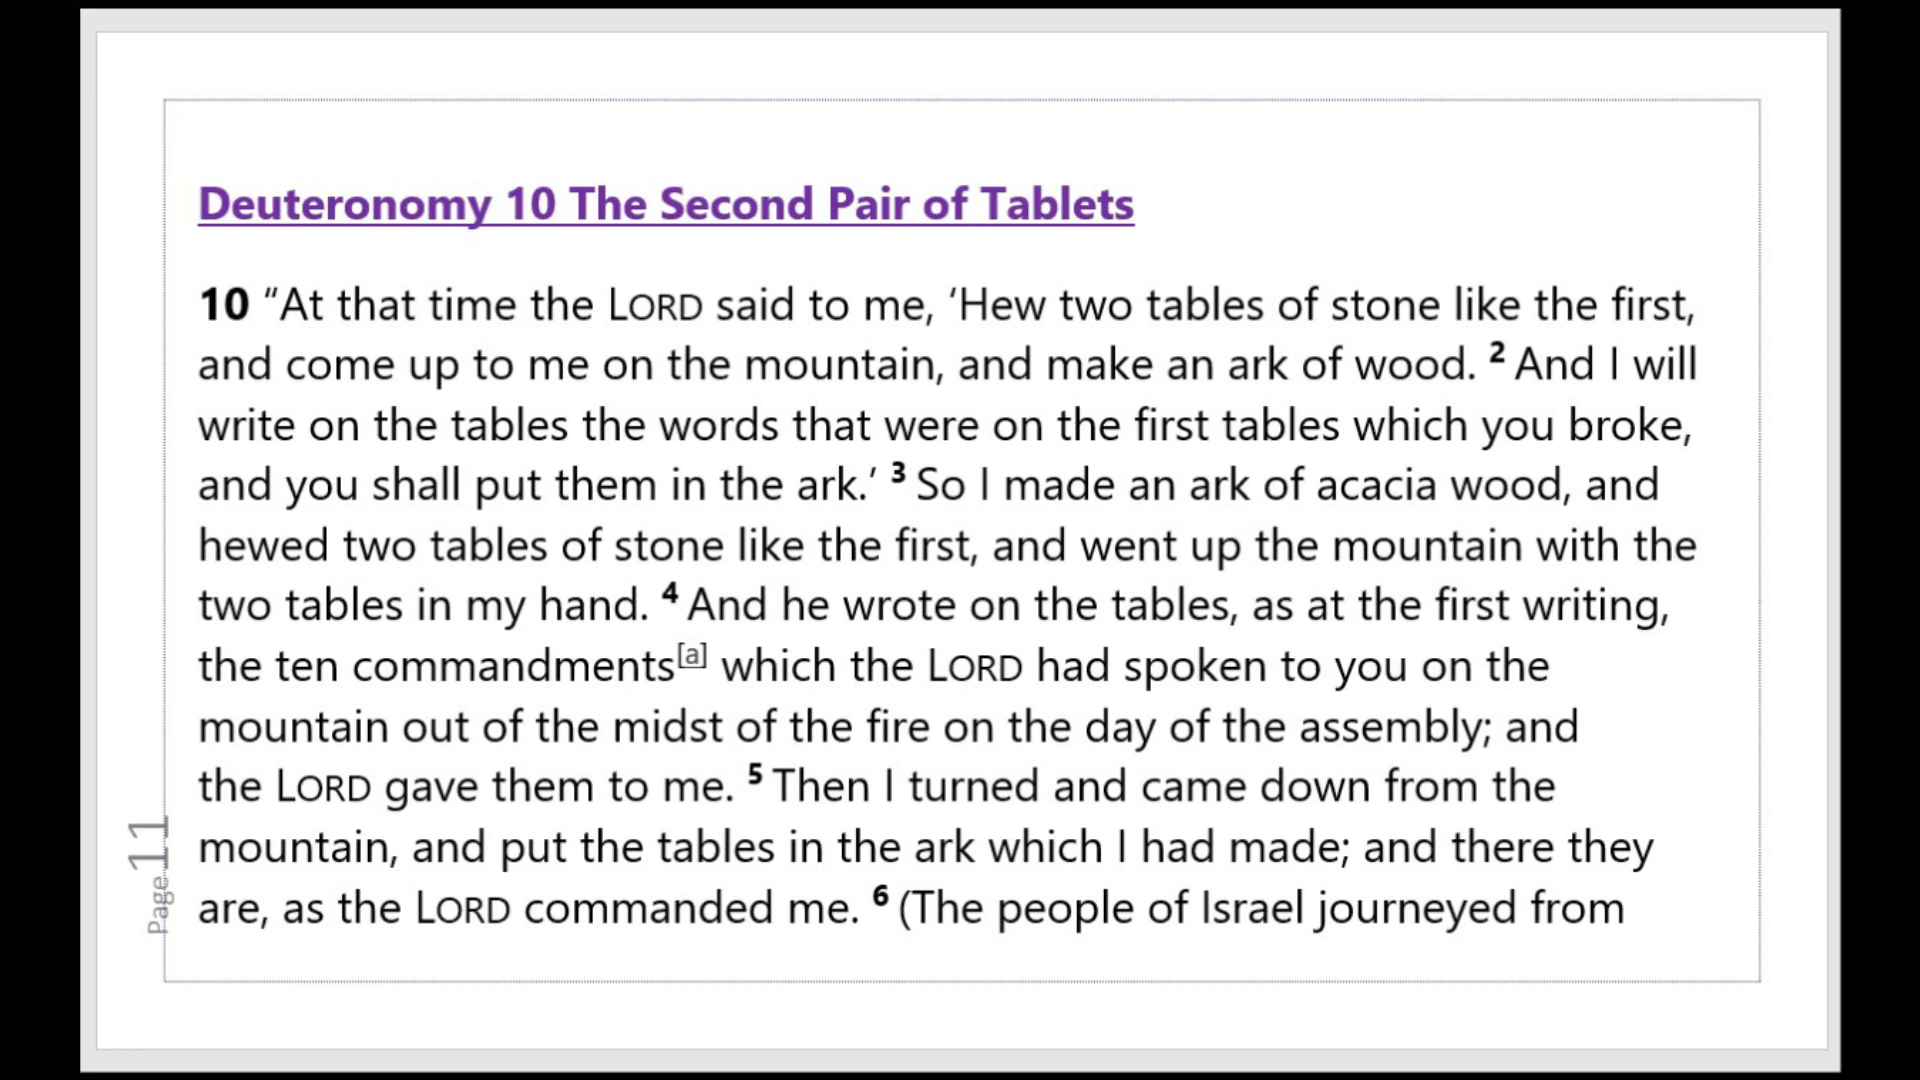 Deuteronomy 10 The Second Pair of Tablets
10 “At that time the LORD said to me, ‘Hew two tables of stone like the first,
and come up to me on the mountain, and make an ark of wood. 2 And I will
write on the tables the words that were on the first tables which you broke,
and you shall put them in the ark.’ 3 So I made an ark of acacia wood, and
hewed two tables of stone like the first, and went up the mountain with the
two tables in my hand. 4 And he wrote on the tables, as at the first writing,
the ten commandments[a] which the LORD had spoken to you on the
mountain out of the midst of the fire on the day of the assembly; and
the LORD gave them to me. 5 Then I turned and came down from the
mountain, and put the tables in the ark which I had made; and there they
are, as the LORD commanded me. 6 (The people of Israel journeyed from
Page 11